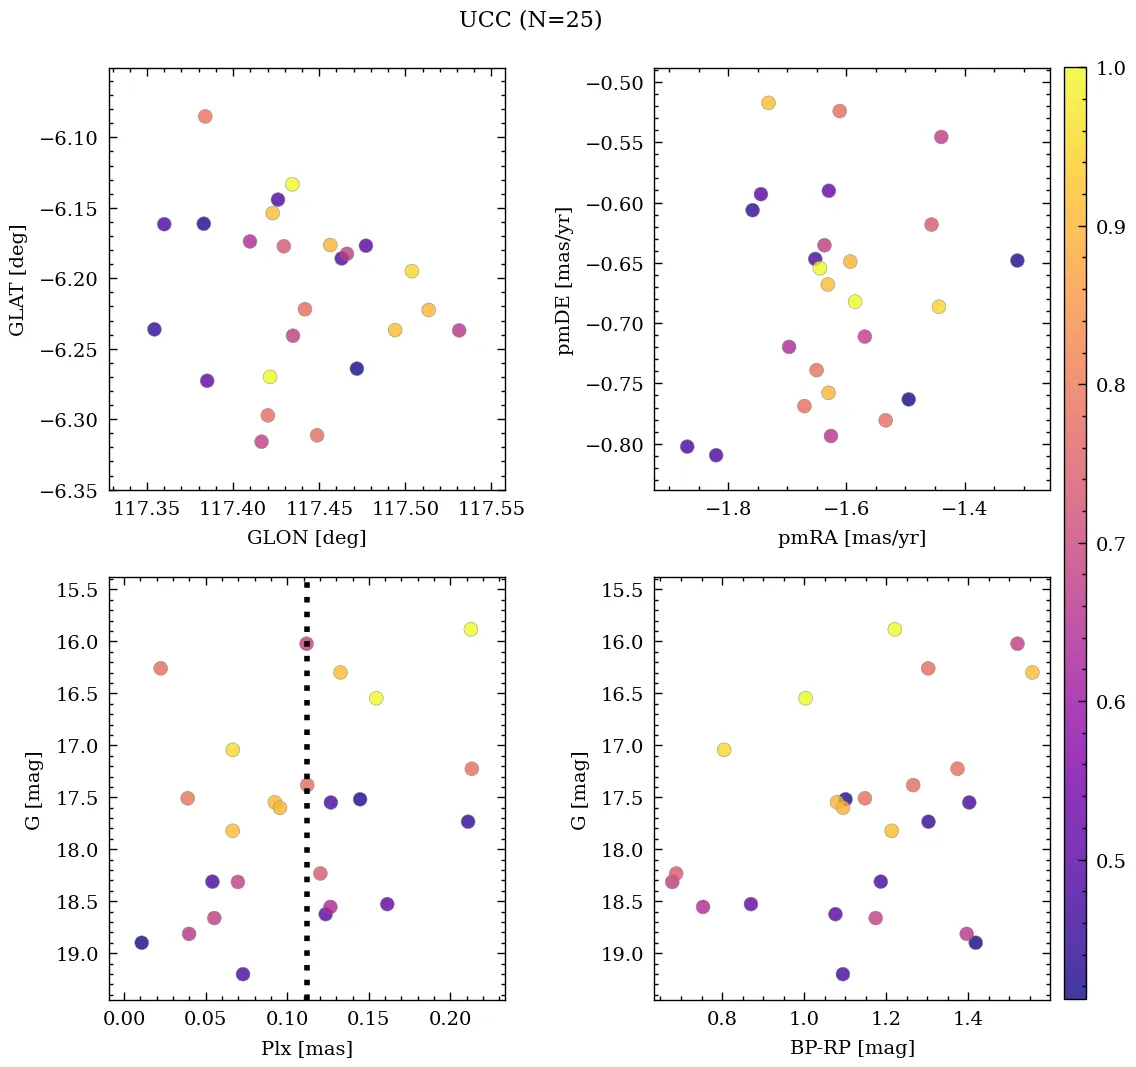 UCC (N=25)
−6.10
−6.15
−6.20
−6.25
−6.30
−6.35
GLAT [deg]
117.35 117.40 117.45 117.50 117.55
GLON [deg]
−0.50
−0.55
−0.60
−0.65
−0.70
−0.75
−0.80
pmDE [mas/yr]
−1.8 −1.6 −1.4
pmRA [mas/yr]
1.0
0.9
0.8
0.7
0.6
0.5
15.5
16.0
16.5
17.0
17.5
18.0
18.5
19.0
G [mag]
0.00 0.05 0.10 0.15 0.20
Plx [mas]
15.5
16.0
16.5
17.0
17.5
18.0
18.5
19.0
G [mag]
0.8 1.0 1.2 1.4
BP-RP [mag]